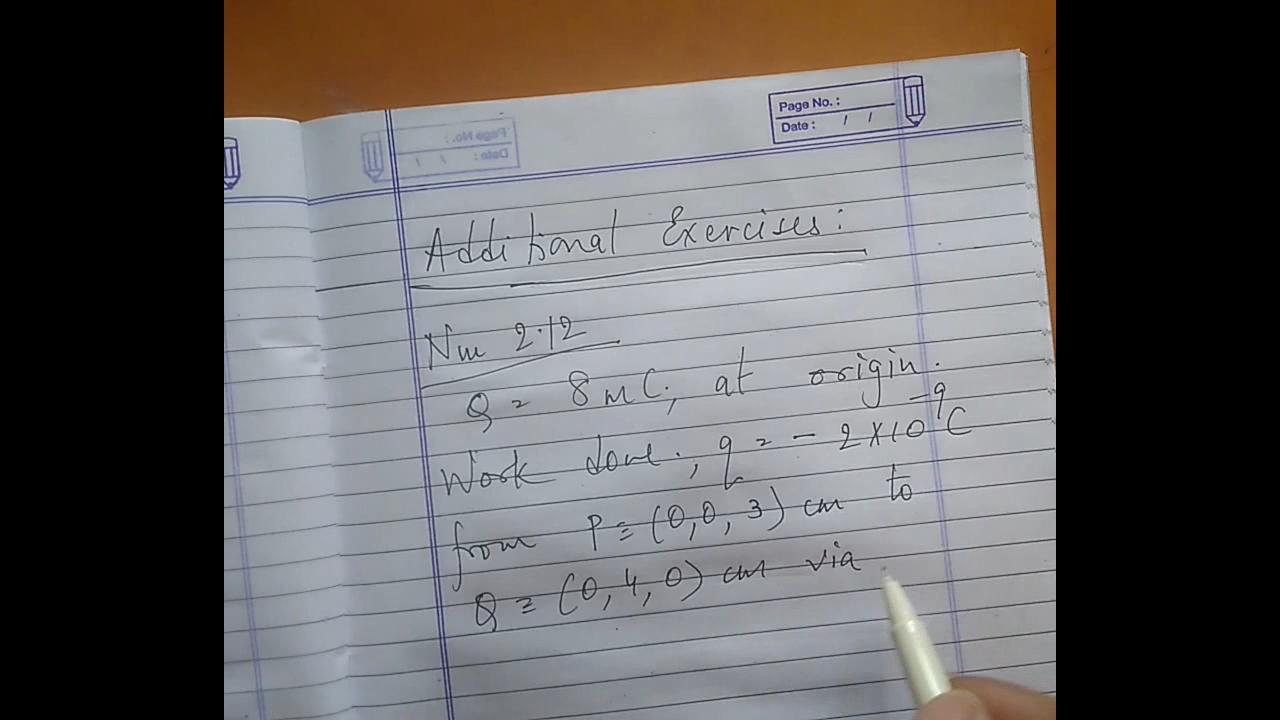 Page No.:
Date: / /
Additional Exercises:
Num 2.12
Q = 8 mC, at origin.
Work done, q = - 2 × 10⁻⁹ C
from P ≡ (0, 0, 3) cm to
Q ≡ (0, 4, 0) cm via